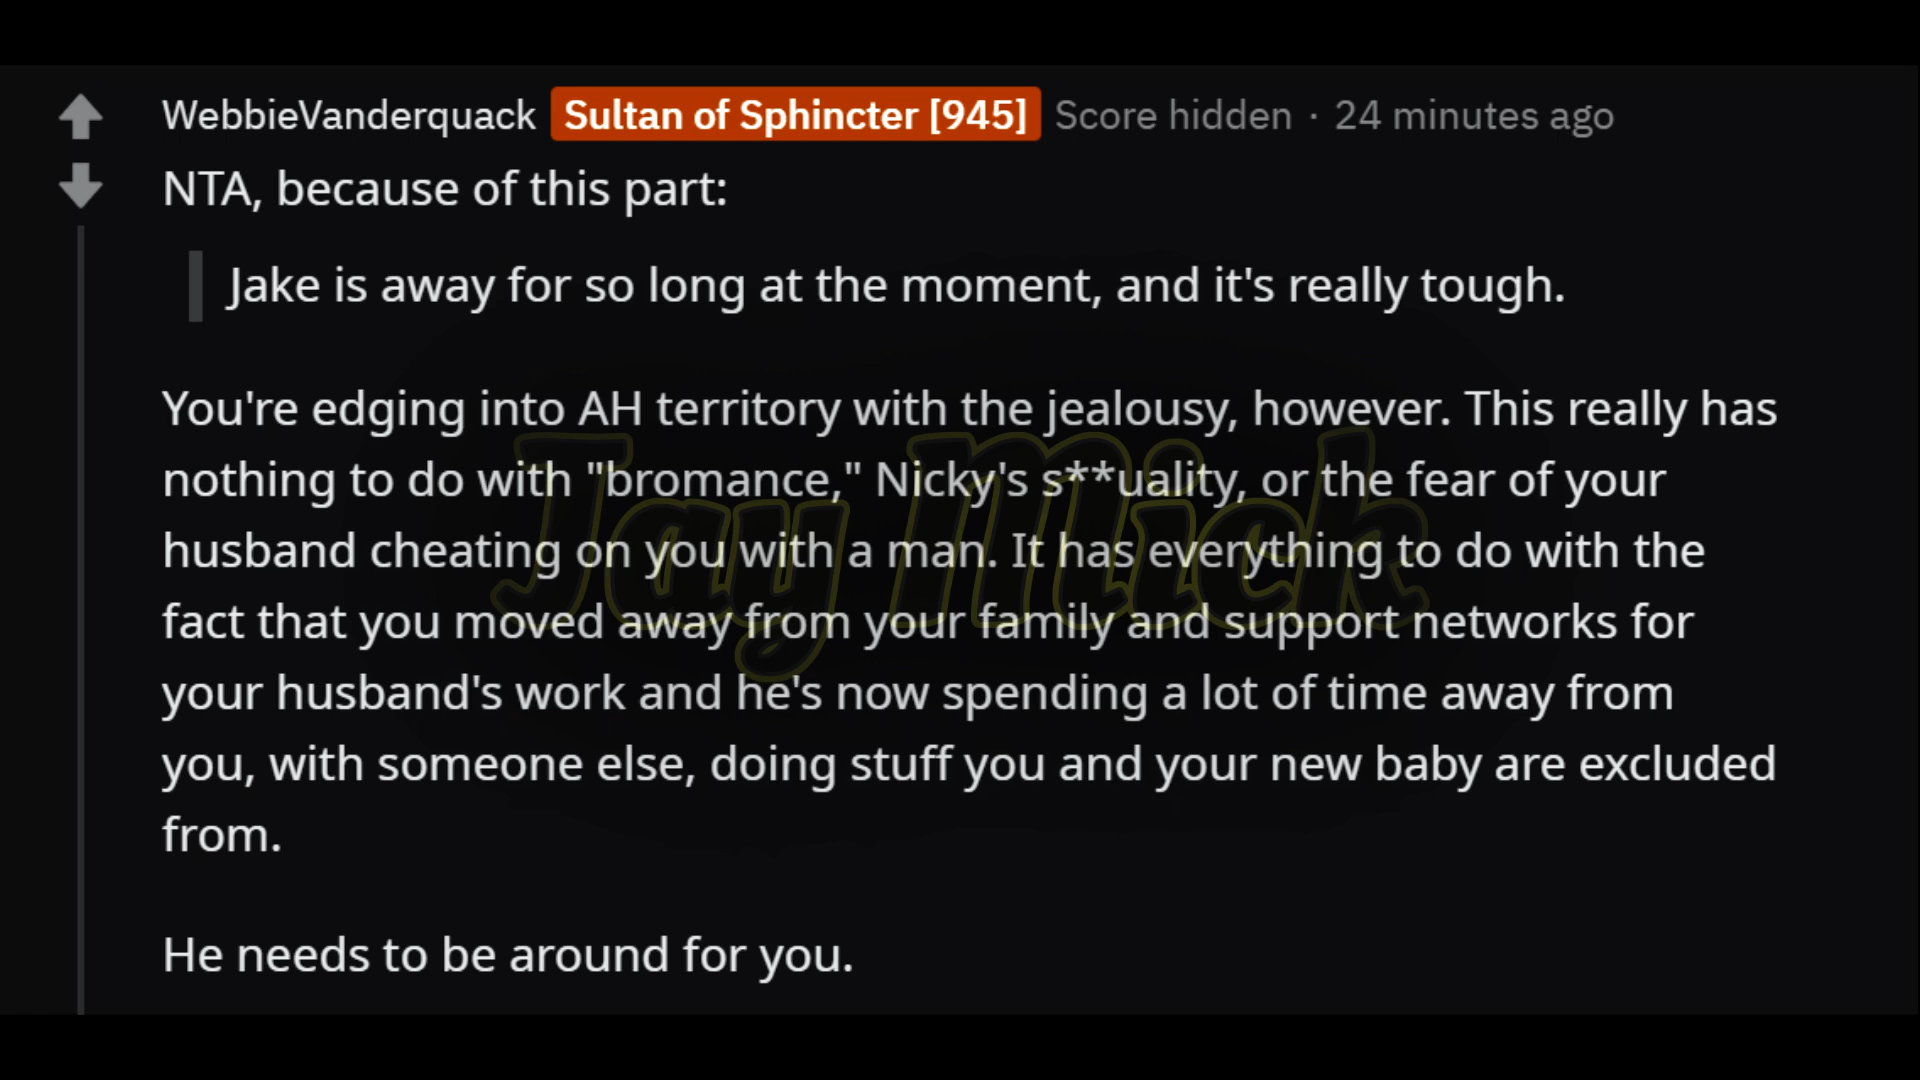 WebbieVanderquack Sultan of Sphincter [945] Score hidden · 24 minutes ago
NTA, because of this part:
Jake is away for so long at the moment, and it's really tough.
You're edging into AH territory with the jealousy, however. This really has
nothing to do with "bromance," Nicky's s**uality, or the fear of your
husband cheating on you with a man. It has everything to do with the
fact that you moved away from your family and support networks for
your husband's work and he's now spending a lot of time away from
you, with someone else, doing stuff you and your new baby are excluded
from.
He needs to be around for you.
Jay Mick